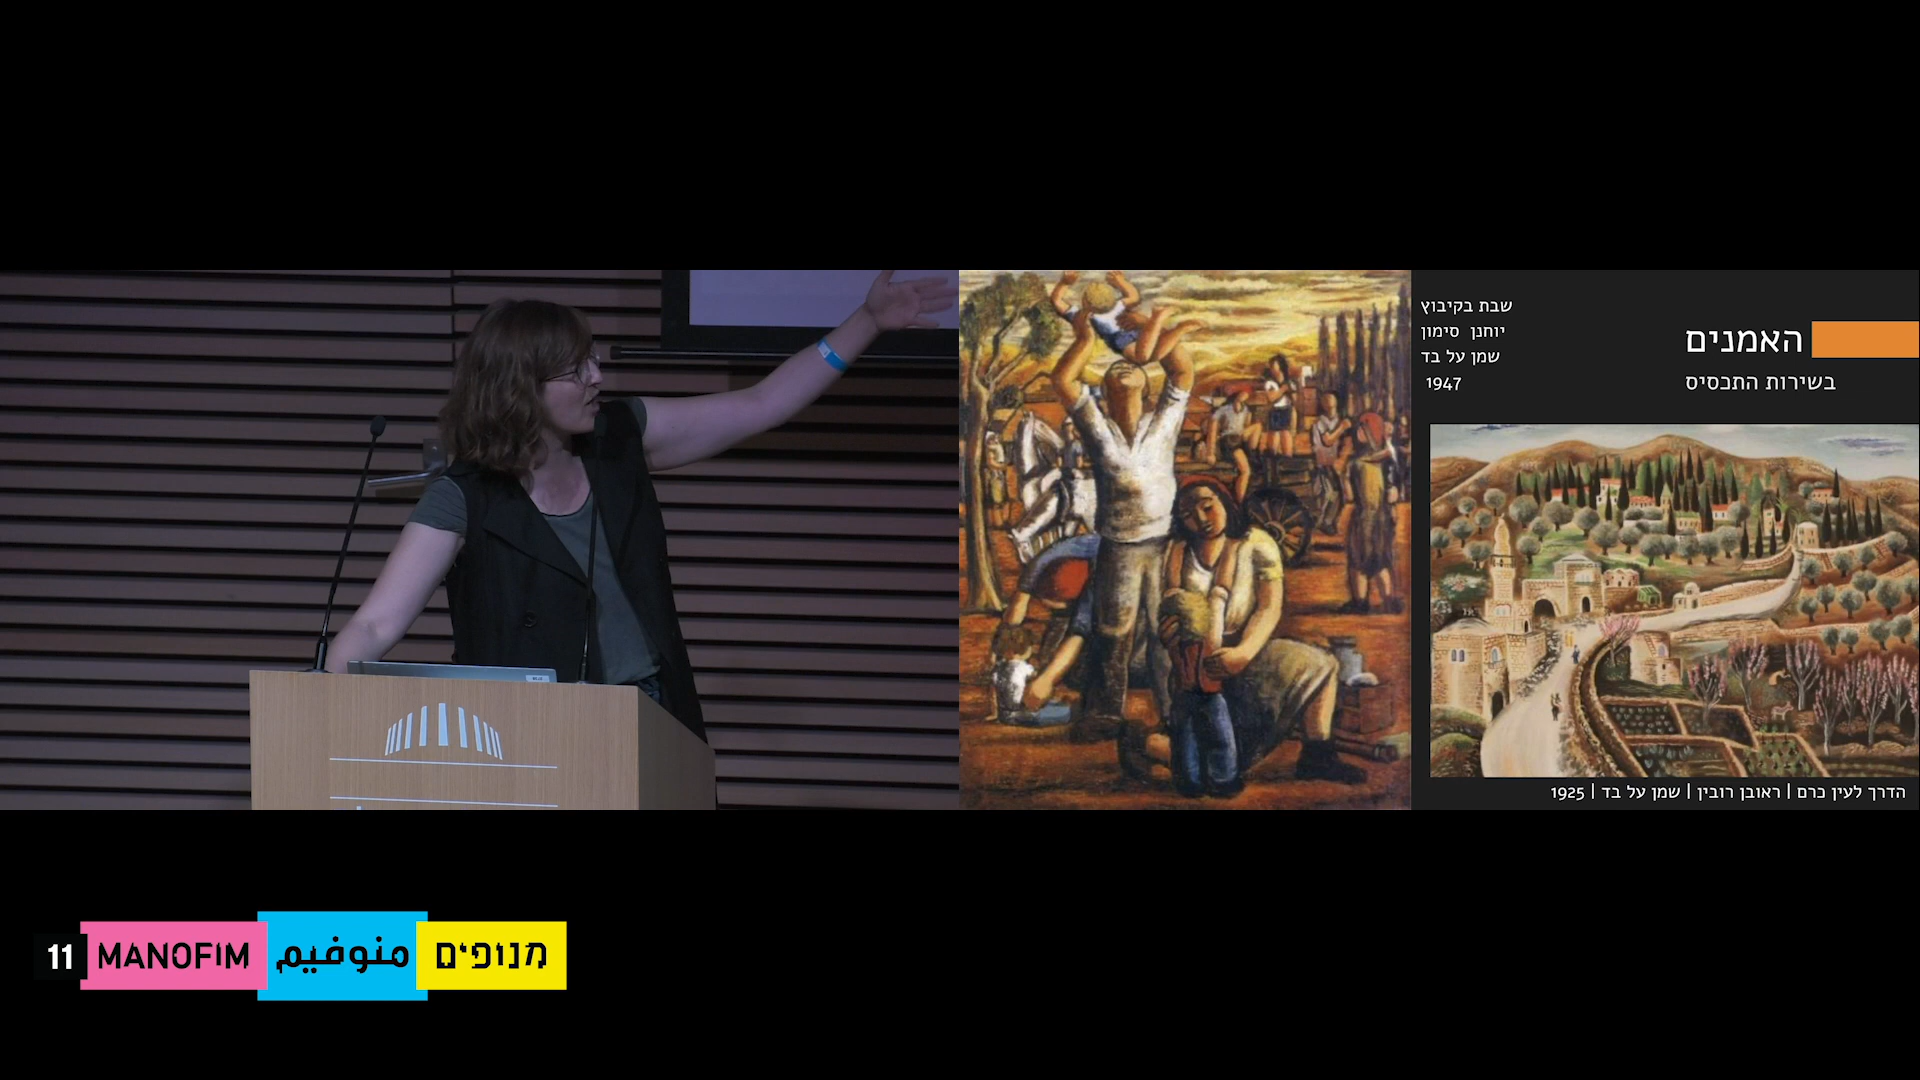 שבת בקיבוץ
יוחנן סימון
שמן על בד
1947
האמנים
בשירות התכסיס
הדרך לעין כרם | ראובן רובין | שמן על בד | 1925
11 MANOFIM منوفيم מנופים